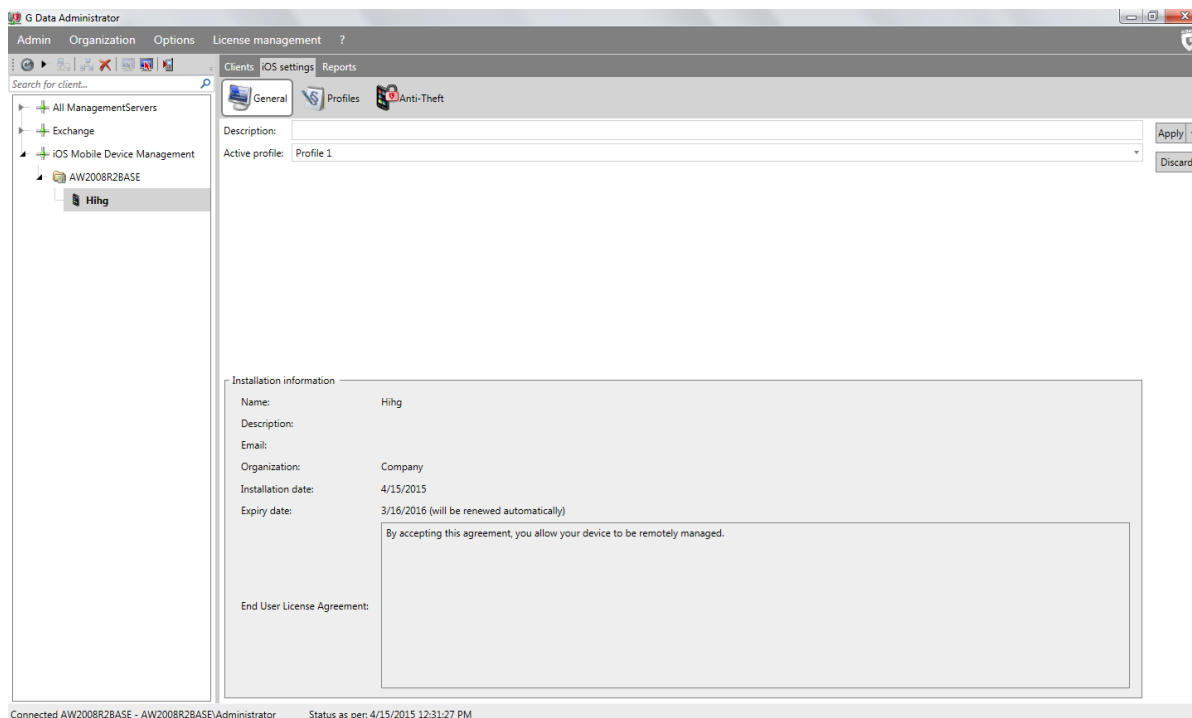 G Data Administrator
Admin Organization Options License management ?
Clients iOS settings Reports
Search for client...
General Profiles Anti-Theft
All ManagementServers
Exchange
iOS Mobile Device Management
AW2008R2BASE
Hihg
Description:
Apply
Active profile: Profile 1
Discard
Installation information
Name: Hihg
Description:
Email:
Organization: Company
Installation date: 4/15/2015
Expiry date: 3/16/2016 (will be renewed automatically)
By accepting this agreement, you allow your device to be remotely managed.
End User License Agreement:
Connected AW2008R2BASE - AW2008R2BASE\Administrator Status as per: 4/15/2015 12:31:27 PM